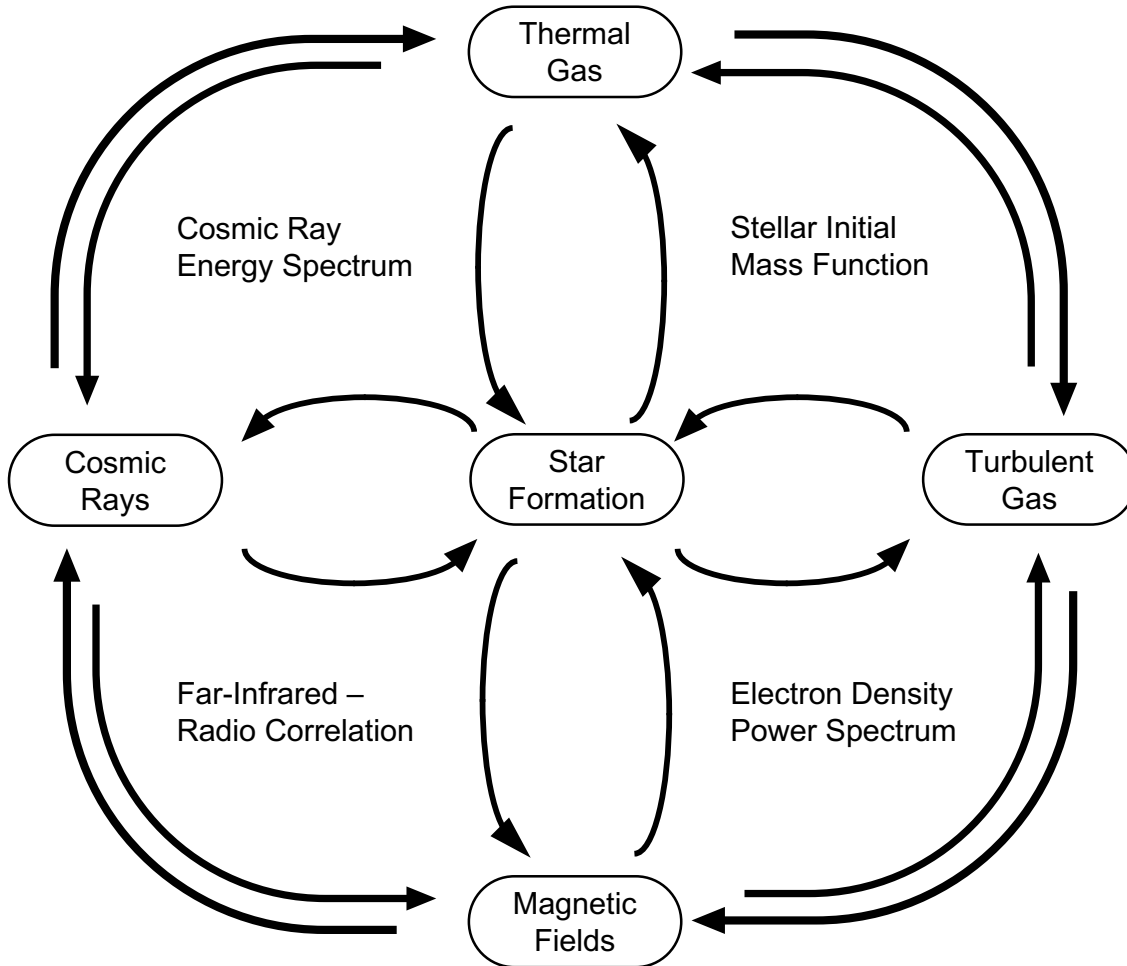 Thermal
Gas
Cosmic Ray
Energy Spectrum
Stellar Initial
Mass Function
Cosmic
Rays
Star
Formation
Turbulent
Gas
Far-Infrared –
Radio Correlation
Electron Density
Power Spectrum
Magnetic
Fields